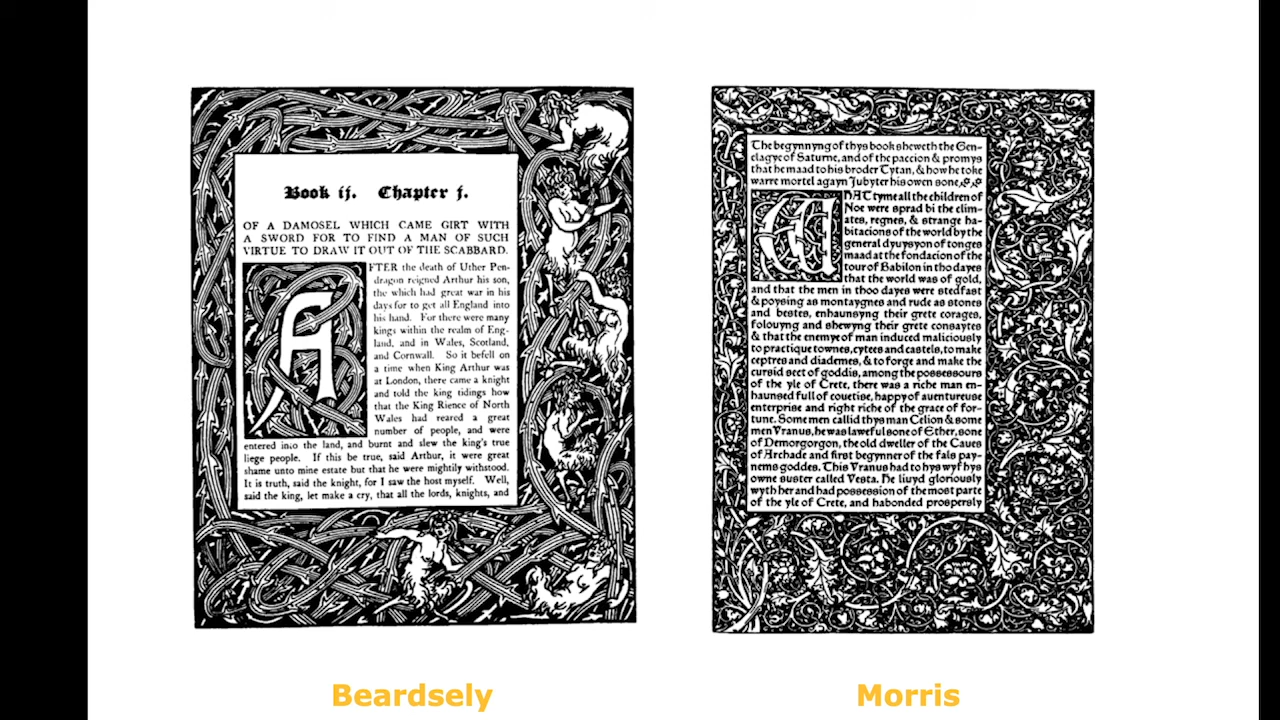 Book ij. Chapter j.
OF A DAMOSEL WHICH CAME GIRT WITH
A SWORD FOR TO FIND A MAN OF SUCH
VIRTUE TO DRAW IT OUT OF THE SCABBARD.
AFTER the death of Uther Pen-
dragon reigned Arthur his son,
the which had great war in his
days for to get all England into
his hand. For there were many
kings within the realm of Eng-
land, and in Wales, Scotland,
and Cornwall. So it befell on
a time when King Arthur was
at London, there came a knight
and told the king tidings how
that the King Rience of North
Wales had reared a great
number of people, and were
entered into the land, and burnt and slew the king's true
liege people. If this be true, said Arthur, it were great
shame unto mine estate but that he were mightily withstood.
It is truth, said the knight, for I saw the host myself. Well,
said the king, let make a cry, that all the lords, knights, and
The begynnyng of thys book sheweth the Gen-
elagye of Saturne, and of the paccion & promys
that he maad to his broder Tytan, & how he toke
warre mortel agayn Jubyter his owen sone,
WHAT tyme all the children of
Noe were sprad bi the clim-
ates, regnes, & strange ha-
bitacions of the world by the
general dyuysyon of tonges
maad at the fondacion of the
tour of Babilon in tho dayes
that the world was of gold,
and that the men in thoo dayes were stedfast
& poysing as montaygnes and rude as stones
and bestes, enhaunsyng their grete corages,
folouyng and shewyng their grete consaytes
& that the enemye of man induced maliciously
to practique townes, cytees and castels, to make
ceptres and diademes, & to forge and make the
cursid sect of goddis, among the possessours
of the yle of Crete, there was a riche man en-
haunsed full of couetise, happy of auentureuse
enterprise and right riche of the grace of for-
tune. Some men callid thys man Celion & some
men Vranus, he was laweful sone of Ether, sone
of Demorgorgon, the old dweller of the Caues
of Archade and first begynner of the fals pay-
nems goddes. This Vranus had to hys wyf hys
owne suster called Vesta. He liuyd gloriously
wyth her and had possession of the most parte
of the yle of Crete, and habonded prospersly
Beardsely
Morris